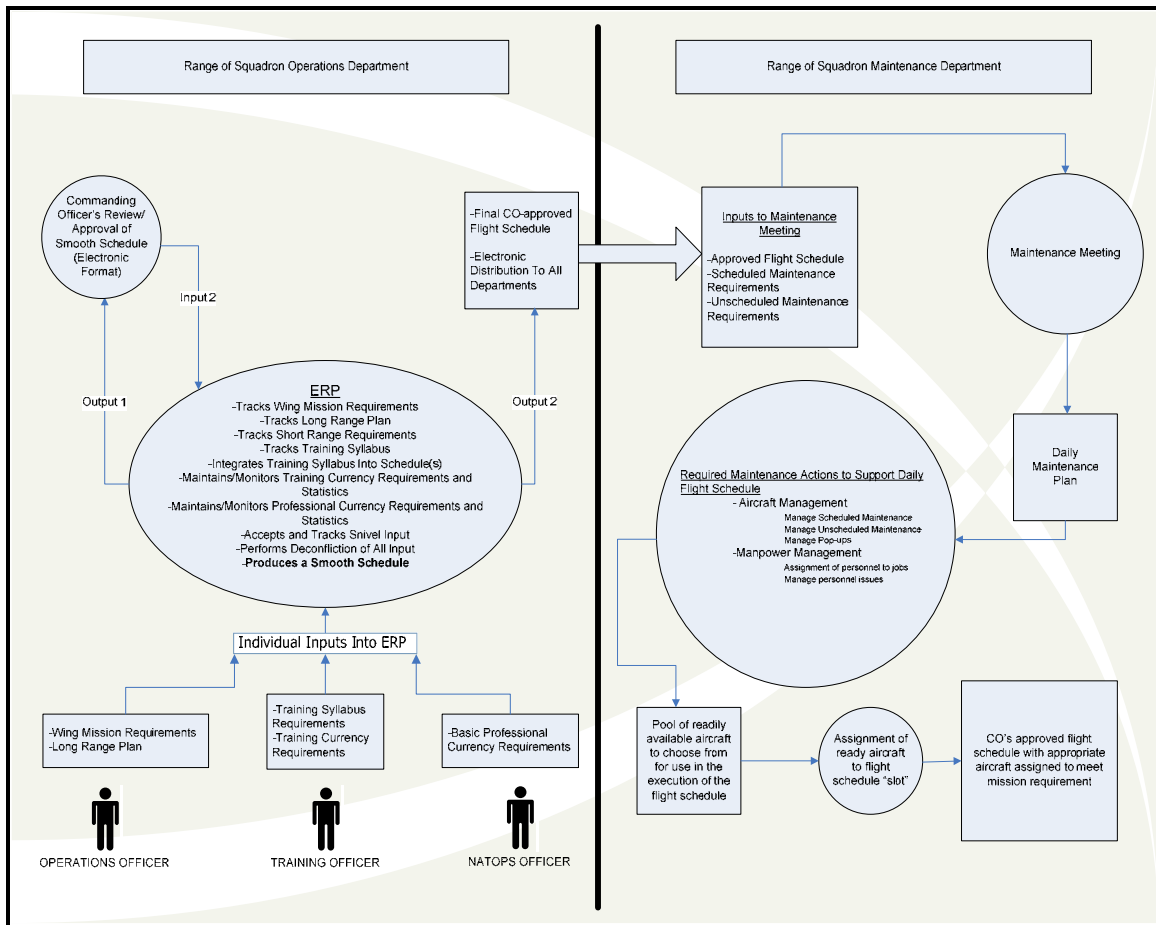 Range of Squadron Operations Department
Range of Squadron Maintenance Department
Commanding
Officer's Review/
Approval of
Smooth Schedule
(Electronic
Format)
Input 2
Output 1
-Final CO-approved
Flight Schedule
-Electronic
Distribution To All
Departments
Output 2
ERP
-Tracks Wing Mission Requirements
-Tracks Long Range Plan
-Tracks Short Range Requirements
-Tracks Training Syllabus
-Integrates Training Syllabus Into Schedule(s)
-Maintains/Monitors Training Currency Requirements and
Statistics
-Maintains/Monitors Professional Currency Requirements and
Statistics
-Accepts and Tracks Snivel Input
-Performs Deconfliction of All Input
-Produces a Smooth Schedule
Individual Inputs Into ERP
-Wing Mission Requirements
-Long Range Plan
-Training Syllabus
Requirements
-Training Currency
Requirements
-Basic Professional
Currency Requirements
OPERATIONS OFFICER
TRAINING OFFICER
NATOPS OFFICER
Inputs to Maintenance
Meeting
-Approved Flight Schedule
-Scheduled Maintenance
Requirements
-Unscheduled Maintenance
Requirements
Maintenance Meeting
Daily
Maintenance
Plan
Required Maintenance Actions to Support Daily
Flight Schedule
-Aircraft Management
Manage Scheduled Maintenance
Manage Unscheduled Maintenance
Manage Pop-ups
-Manpower Management
Assignment of personnel to jobs
Manage personnel issues
Pool of readily
available aircraft
to choose from
for use in the
execution of the
flight schedule
Assignment of
ready aircraft
to flight
schedule "slot"
CO's approved flight
schedule with appropriate
aircraft assigned to meet
mission requirement